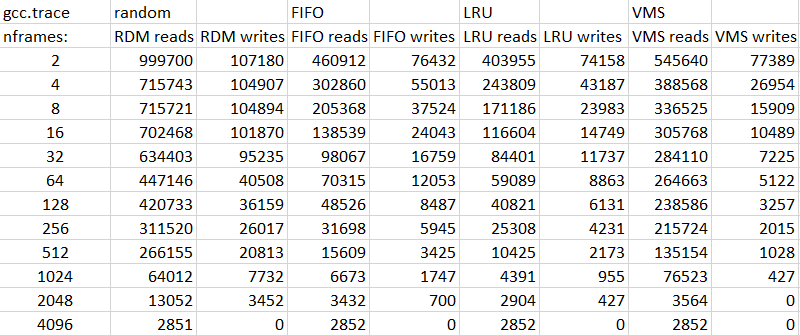 gcc.trace random FIFO LRU VMS
nframes: RDM reads RDM writes FIFO reads FIFO writes LRU reads LRU writes VMS reads VMS writes
2 999700 107180 460912 76432 403955 74158 545640 77389
4 715743 104907 302860 55013 243809 43187 388568 26954
8 715721 104894 205368 37524 171186 23983 336525 15909
16 702468 101870 138539 24043 116604 14749 305768 10489
32 634403 95235 98067 16759 84401 11737 284110 7225
64 447146 40508 70315 12053 59089 8863 264663 5122
128 420733 36159 48526 8487 40821 6131 238586 3257
256 311520 26017 31698 5945 25308 4231 215724 2015
512 266155 20813 15609 3425 10425 2173 135154 1028
1024 64012 7732 6673 1747 4391 955 76523 427
2048 13052 3452 3432 700 2904 427 3564 0
4096 2851 0 2852 0 2852 0 2852 0